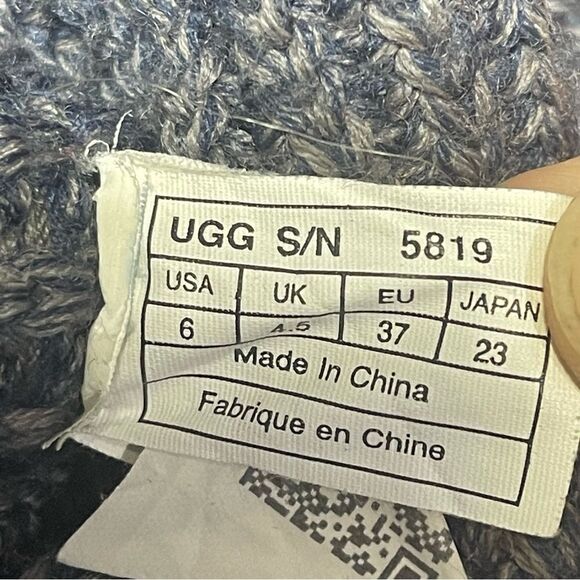 UGG S/N 5819
USA UK EU JAPAN
6 4.5 37 23
Made In China
Fabrique en Chine